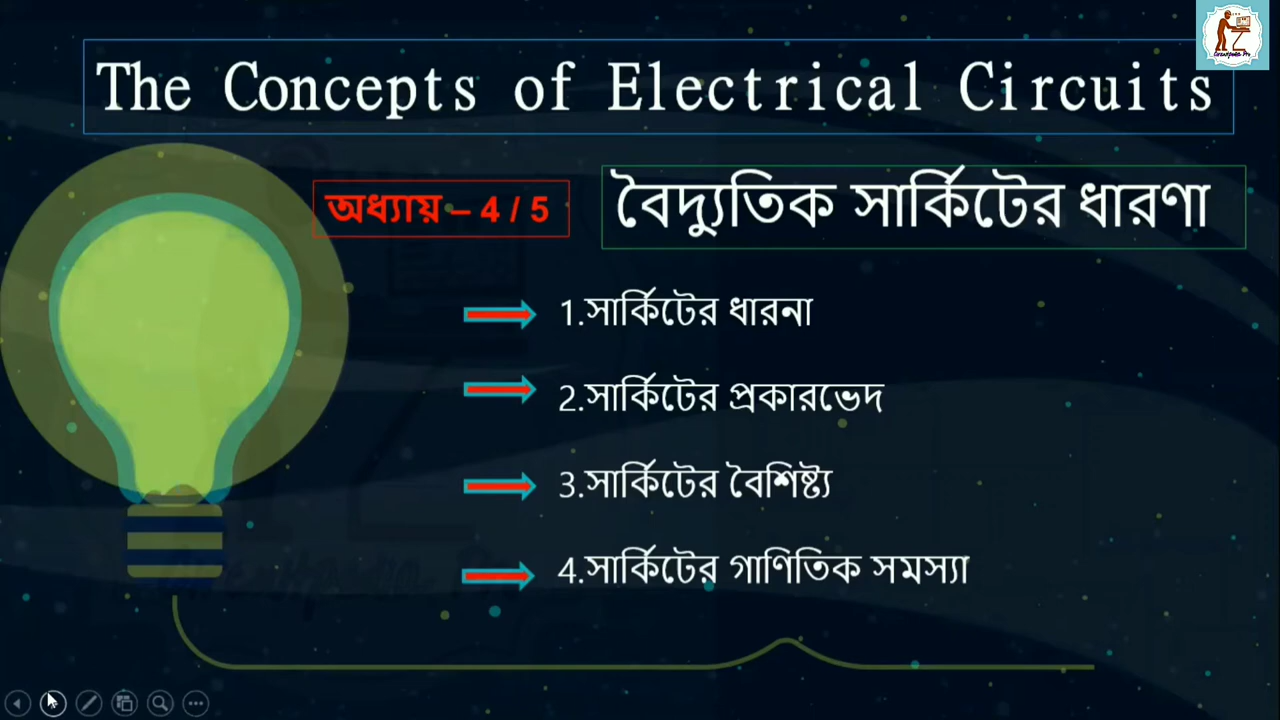 The Concepts of Electrical Circuits
অধ্যায় – 4 / 5
বৈদ্যুতিক সার্কিটের ধারণা
1.সার্কিটের ধারনা
2.সার্কিটের প্রকারভেদ
3.সার্কিটের বৈশিষ্ট্য
4.সার্কিটের গাণিতিক সমস্যা